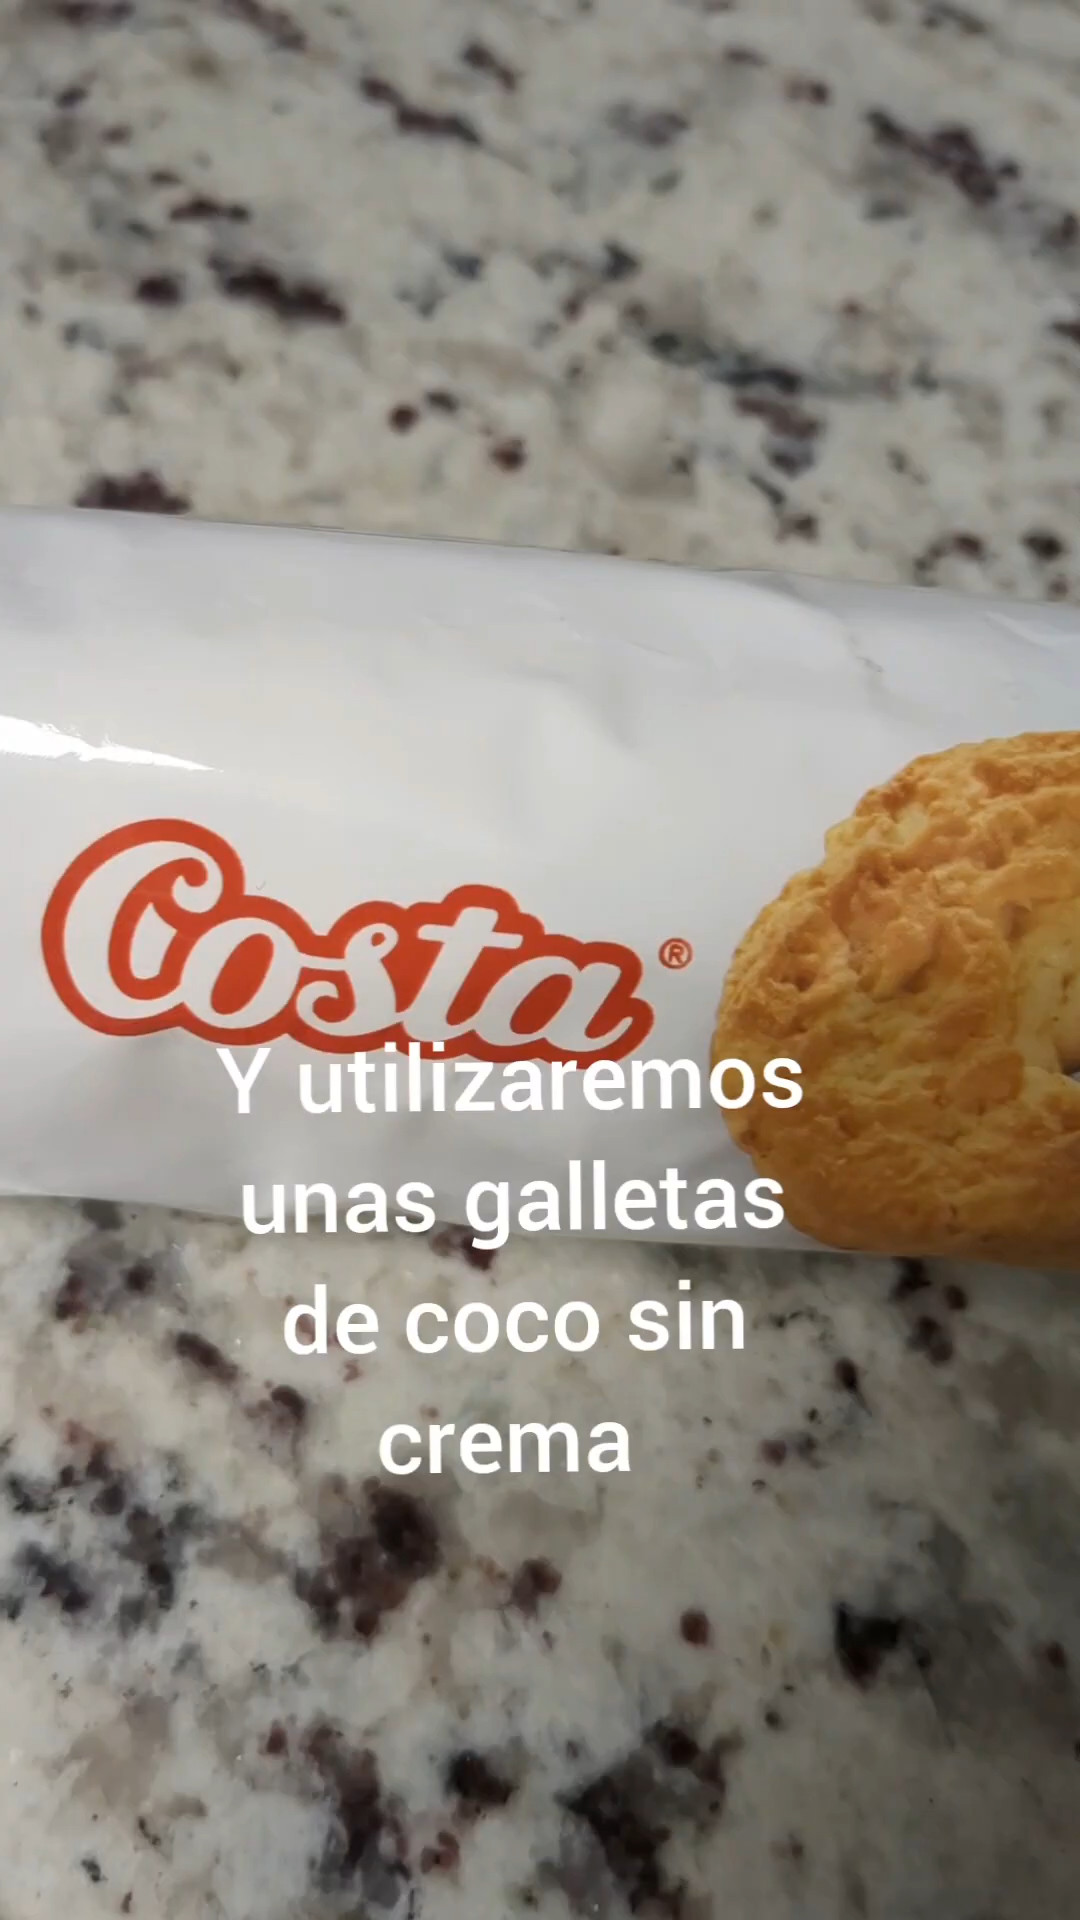 Costa®
Y utilizaremos
unas galletas
de coco sin
crema